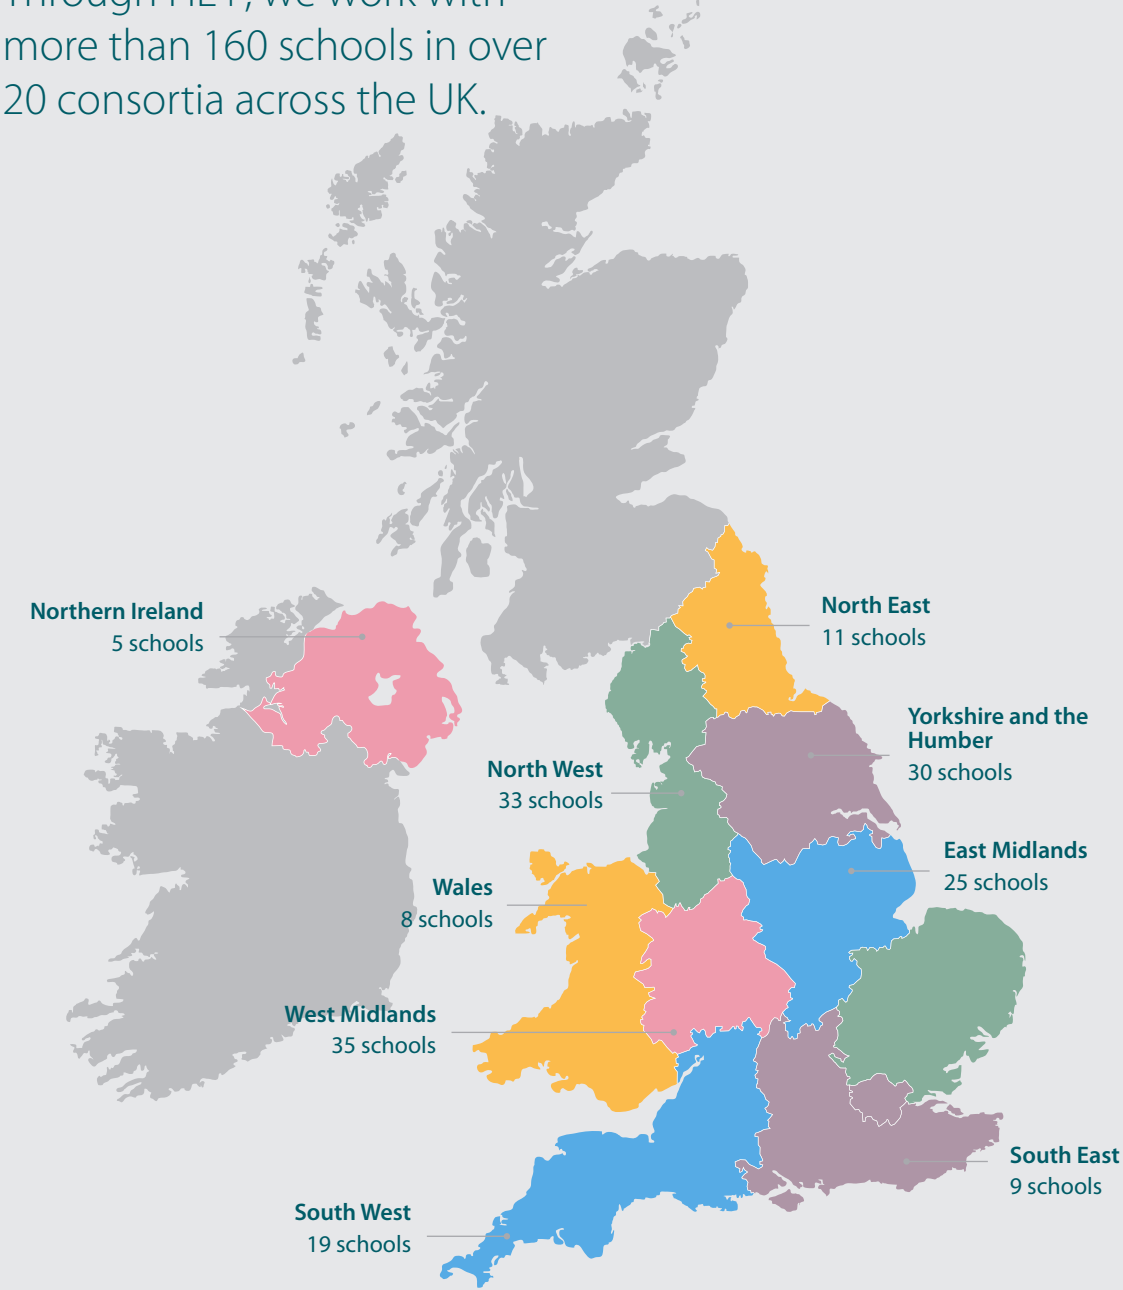 more than 160 schools in over
20 consortia across the UK.
Northern Ireland
5 schools
North East
11 schools
Yorkshire and the
Humber
30 schools
North West
33 schools
East Midlands
25 schools
Wales
8 schools
West Midlands
35 schools
South East
9 schools
South West
19 schools